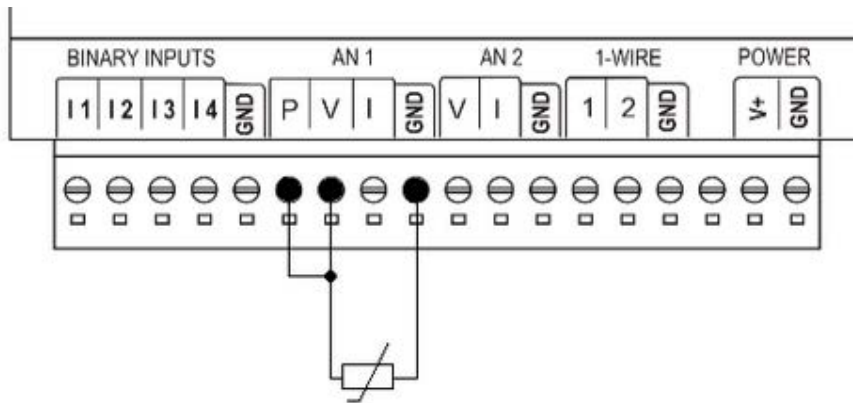 BINARY INPUTS AN 1 AN 2 1-WIRE POWER
I1 I2 I3 I4 GND P V I GND V I GND 1 2 GND V+ GND